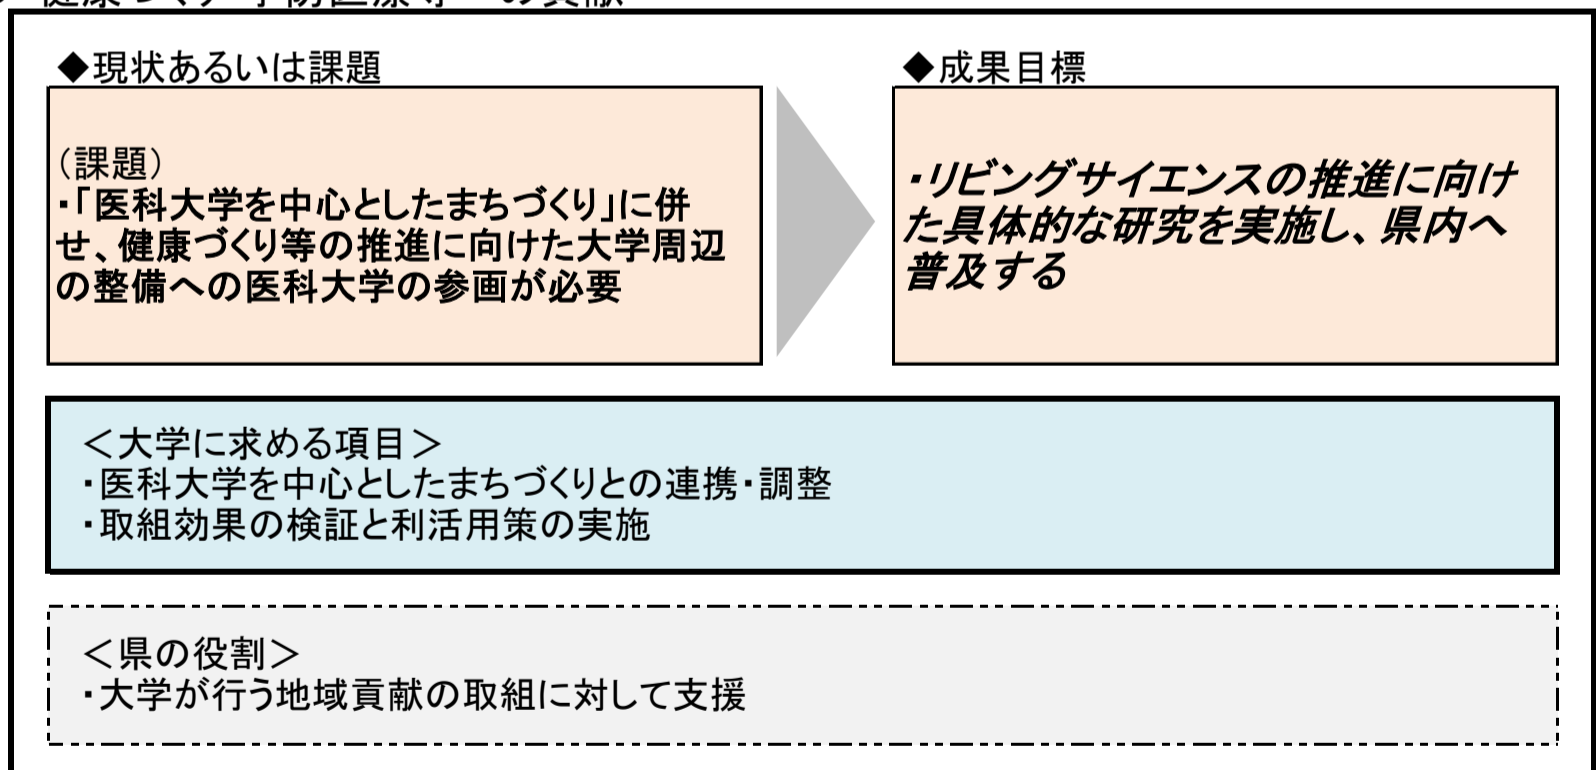 ◆現状あるいは課題
(課題)
・「医科大学を中心としたまちづくり」に併
せ、健康づくり等の推進に向けた大学周辺
の整備への医科大学の参画が必要
◆成果目標
・リビングサイエンスの推進に向け
た具体的な研究を実施し、県内へ
普及する
＜大学に求める項目＞
・医科大学を中心としたまちづくりとの連携・調整
・取組効果の検証と利活用策の実施
＜県の役割＞
・大学が行う地域貢献の取組に対して支援